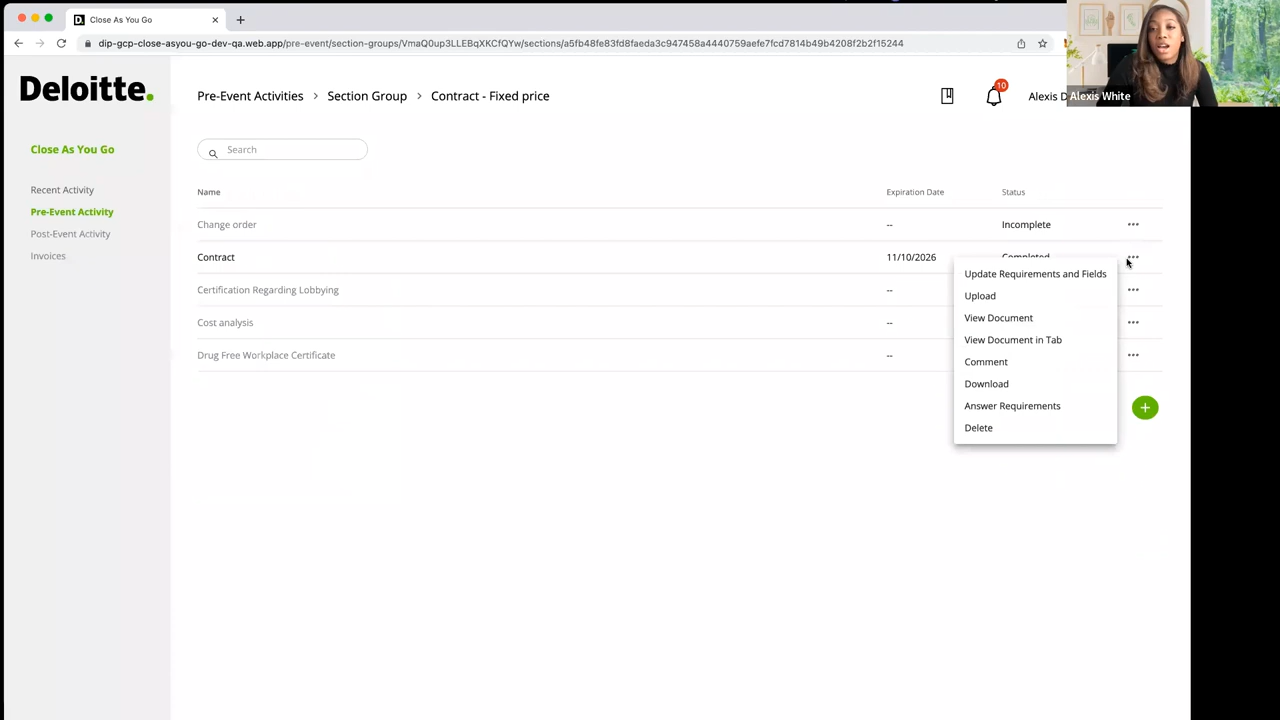 Close As You Go
dip-gcp-close-asyou-go-dev-qa.web.app/pre-event/section-groups/VmaQ0up3LLEBqXKCfQYw/sections/a5fb48fe83fd8faeda3c947458a4440759aefe7fcd7814b49b4208f2b2f15244
Deloitte.
Pre-Event Activities > Section Group > Contract - Fixed price
10
Alexis D
Alexis White
Close As You Go
Search
Recent Activity
Pre-Event Activity
Post-Event Activity
Invoices
Name Expiration Date Status
Change order -- Incomplete
Contract 11/10/2026 Completed
Certification Regarding Lobbying --
Cost analysis --
Drug Free Workplace Certificate --
Update Requirements and Fields
Upload
View Document
View Document in Tab
Comment
Download
Answer Requirements
Delete